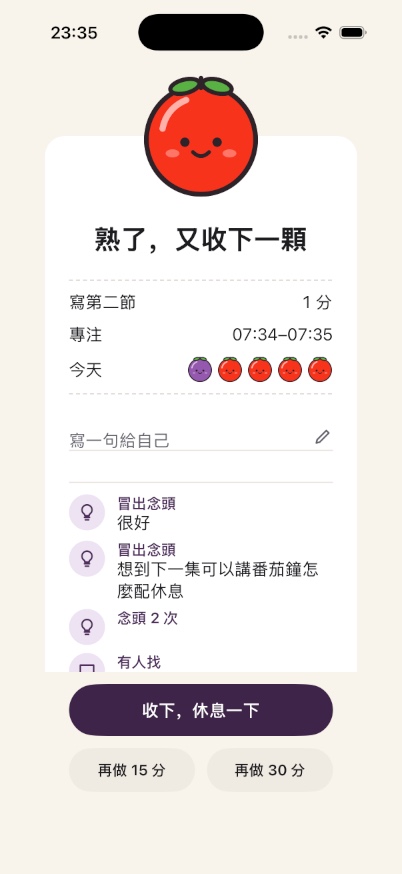 23:35
熟了，又收下一顆
寫第二節 1 分
專注 07:34–07:35
今天
寫一句給自己
冒出念頭
很好
冒出念頭
想到下一集可以講番茄鐘怎
麼配休息
念頭 2 次
有人找
收下，休息一下
再做 15 分 再做 30 分